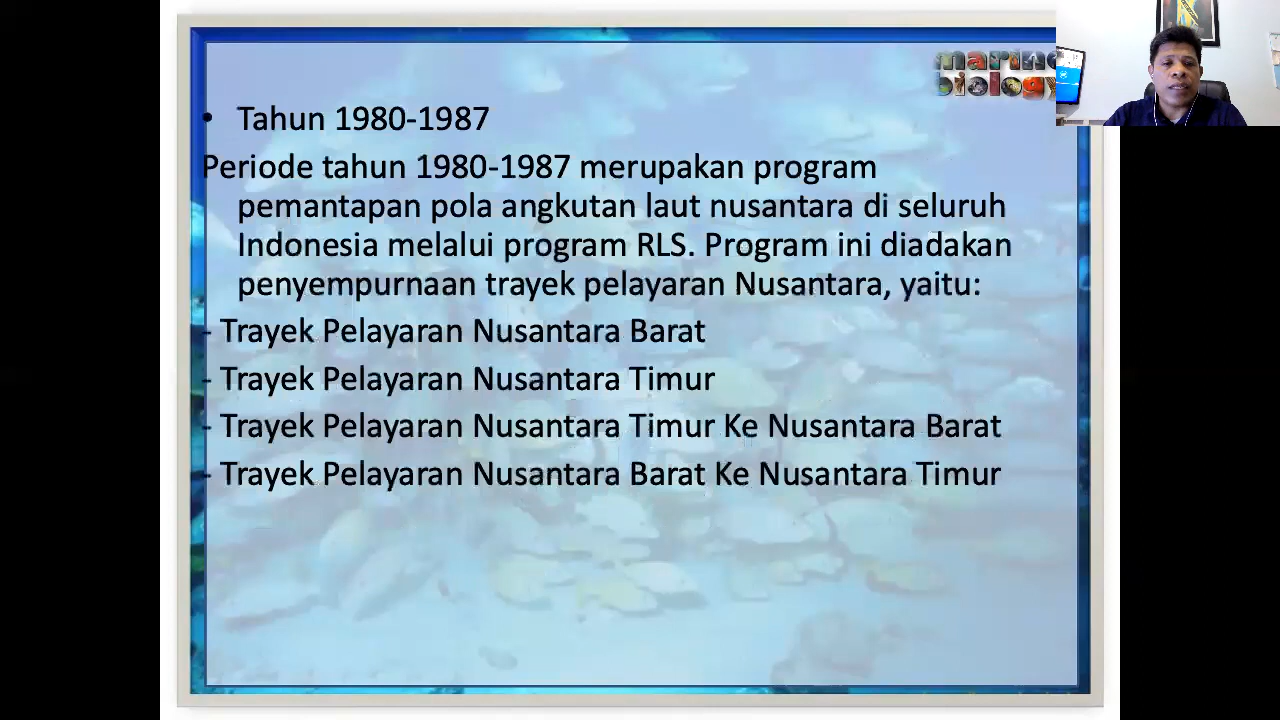 marine
biology
• Tahun 1980-1987
Periode tahun 1980-1987 merupakan program
pemantapan pola angkutan laut nusantara di seluruh
Indonesia melalui program RLS. Program ini diadakan
penyempurnaan trayek pelayaran Nusantara, yaitu:
- Trayek Pelayaran Nusantara Barat
- Trayek Pelayaran Nusantara Timur
- Trayek Pelayaran Nusantara Timur Ke Nusantara Barat
- Trayek Pelayaran Nusantara Barat Ke Nusantara Timur